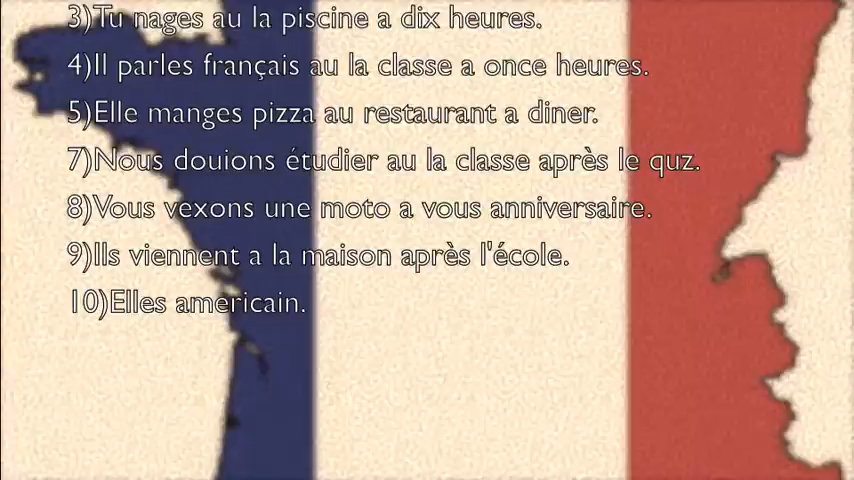 3)Tu nages au la piscine a dix heures.
4)Il parles français au la classe a once heures.
5)Elle manges pizza au restaurant a diner.
7)Nous douions étudier au la classe après le quz.
8)Vous vexons une moto a vous anniversaire.
9)Ils viennent a la maison après l'école.
10)Elles americain.